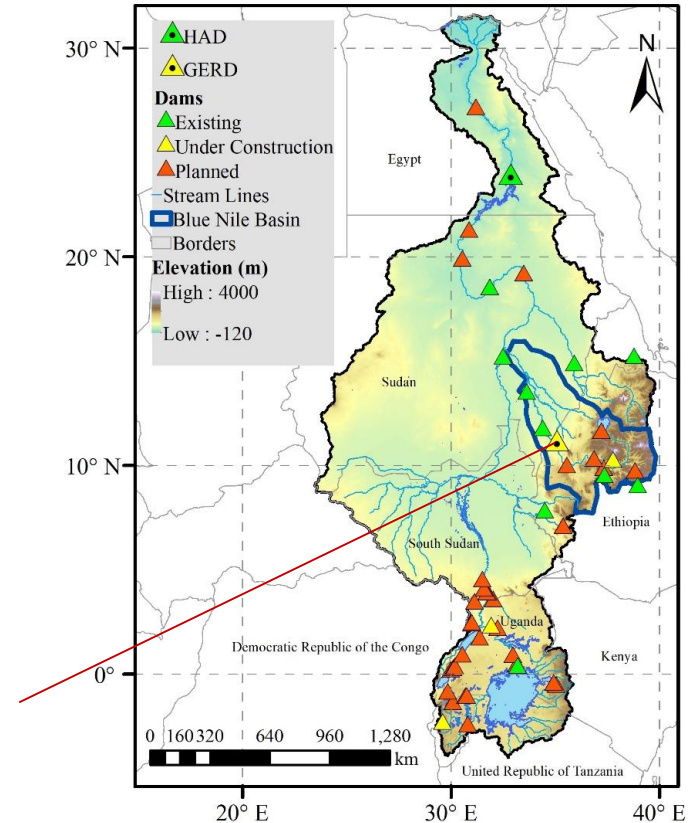 HAD
GERD
Dams
Existing
Under Construction
Planned
Stream Lines
Blue Nile Basin
Borders
Elevation (m)
High : 4000
Low : -120
N
30° N
20° N
10° N
0°
Egypt
Sudan
Ethiopia
South Sudan
Uganda
Democratic Republic of the Congo
Kenya
United Republic of Tanzania
0 160 320 640 960 1,280
km
20° E 30° E 40° E